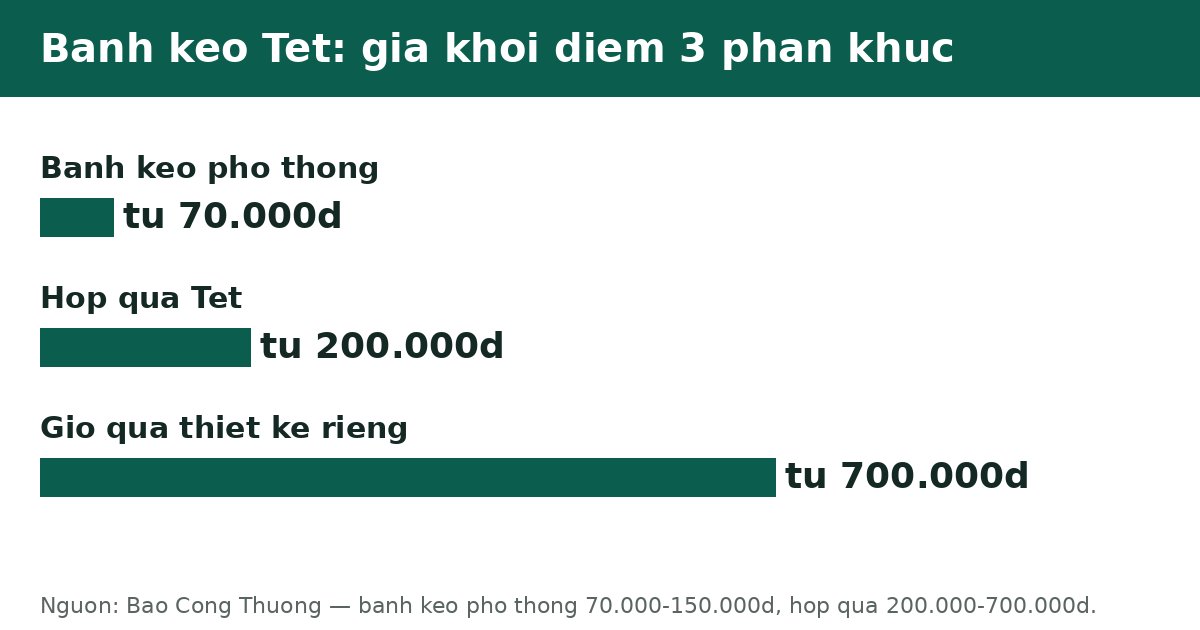 Banh keo Tet: gia khoi diem 3 phan khuc
Banh keo pho thong
tu 70.000d
Hop qua Tet
tu 200.000d
Gio qua thiet ke rieng
tu 700.000d
Nguon: Bao Cong Thuong — banh keo pho thong 70.000-150.000d, hop qua 200.000-700.000d.